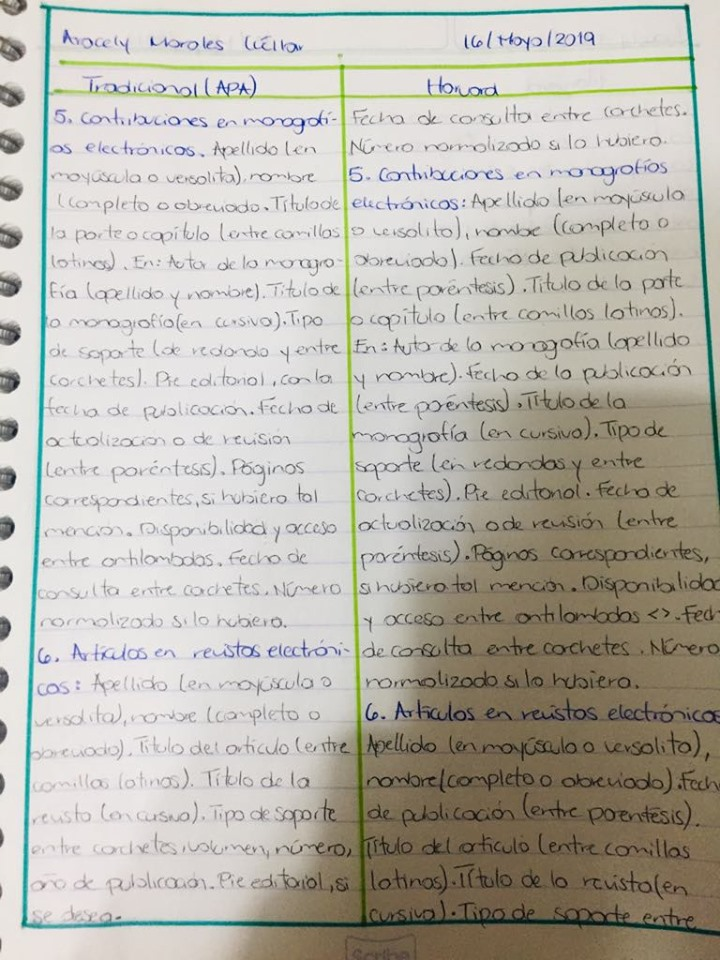 Aracely Morales 16/Mayo/2019
Tradicional (APA)
5. Contribuciones en monografi-
as electrónicas. Apellido (en
mayúscula o versolita), nombre
(completo o abreviado. Título de
la parte o capítulo (entre comillas
latinas). En: Autor de la monogra-
fía (apellido y nombre). Título de
la monografía (en cursiva). Tipo
de soporte (de redondo y entre
corchetes). Pie editorial, con la
fecha de publicación. Fecha de
actcolización o de revisión
(entre paréntesis). Páginas
correspondientes, si hubiera tal
mención. Disponibilidad y acceso
entre antilambdas. Fecha de
consulta entre corchetes. Número
normalizado si lo hubiera.
6. Artículos en revistas electróni-
cas: Apellido (en mayúscula o
versalita), nombre (completo o
abreviado). Título del artículo (entre
comillas latinas). Título de la
revista (en cursiva). Tipo de soporte
entre corchetes, volumen, número,
año de publicación. Pie editorial, si
se desea.
Harvard
Fecha de consulta entre corchetes.
Número normalizado si lo hubiera.
5. Contribuciones en monografías
electrónicas: Apellido (en mayúscula
o versolita), nombre (completo o
abreviado). Fecha de publicación
(entre paréntesis). Título de la parte
o capítulo (entre comillas latinas).
En: Autor de la monografía (apellido
y nombre). Fecha de la publicación
(entre paréntesis). Título de la
monografía (en cursiva). Tipo de
soporte (en redondas y entre
corchetes). Pie editorial. Fecha de
actualización o de revisión (entre
paréntesis). Páginas correspondientes,
si hubiera tal mención. Disponibilidad
y acceso entre antilambdas <>. Fech
de consulta entre corchetes. Número
normalizado si lo hubiera.
6. Artículos en revistas electrónicas
Apellido (en mayúscula o versolita),
nombre (completo o abreviado). Fech
de publicación (entre parentésis).
Título del artículo (entre comillas
latinas). Título de la revista (en
cursiva). Tipo de soporte entre
Scribe